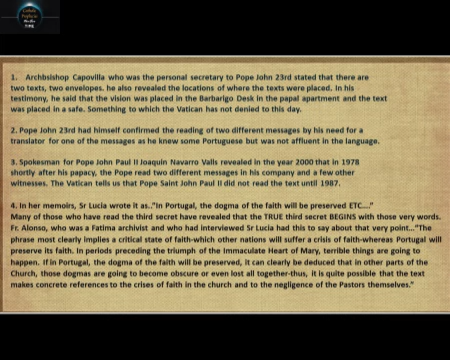 1. Archbsishop Capovilla who was the personal secretary to Pope John 23rd stated that there are
two texts, two envelopes. he also revealed the locations of where the texts were placed. In his
testimony, he said that the vision was placed in the Barbarigo Desk in the papal apartment and the text
was placed in a safe. Something to which the Vatican has not denied to this day.
2. Pope John 23rd had himself confirmed the reading of two different messages by his need for a
translator for one of the messages as he knew some Portuguese but was not affluent in the language.
3. Spokesman for Pope John Paul II Joaquin Navarro Valls revealed in the year 2000 that in 1978
shortly after his papacy, the Pope read two different messages in his company and a few other
witnesses. The Vatican tells us that Pope Saint John Paul II did not read the text until 1987.
4. In her memoirs, Sr Lucia wrote it as.."In Portugal, the dogma of the faith will be preserved ETC...."
Many of those who have read the third secret have revealed that the TRUE third secret BEGINS with those very words.
Fr. Alonso, who was a Fatima archivist and who had interviewed Sr Lucia had this to say about that very point..."The
phrase most clearly implies a critical state of faith-which other nations will suffer a crisis of faith-whereas Portugal will
preserve its faith. In periods preceding the triumph of the Immaculate Heart of Mary, terrible things are going to
happen. If in Portugal, the dogma of the faith will be preserved, it can clearly be deduced that in other parts of the
Church, those dogmas are going to become obscure or even lost all together-thus, it is quite possible that the text
makes concrete references to the crises of faith in the church and to the negligence of the Pastors themselves."